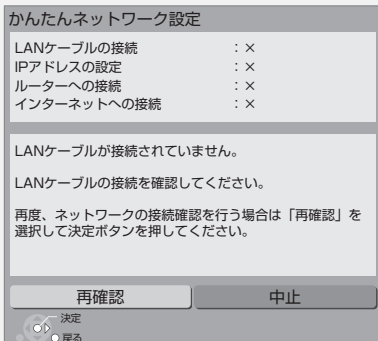 かんたんネットワーク設定
LANケーブルの接続 ：×
IPアドレスの設定 ：×
ルーターへの接続 ：×
インターネットへの接続 ：×
LANケーブルが接続されていません。
LANケーブルの接続を確認してください。
再度、ネットワークの接続確認を行う場合は「再確認」を
選択して決定ボタンを押してください。
再確認 中止
決定
戻る